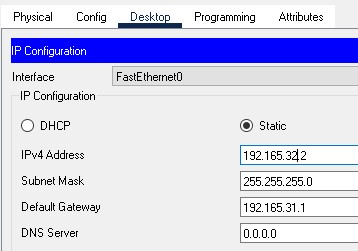 Physical Config Desktop Programming Attributes
IP Configuration
Interface FastEthernet0
IP Configuration
DHCP Static
IPv4 Address 192.165.32.2
Subnet Mask 255.255.255.0
Default Gateway 192.165.31.1
DNS Server 0.0.0.0